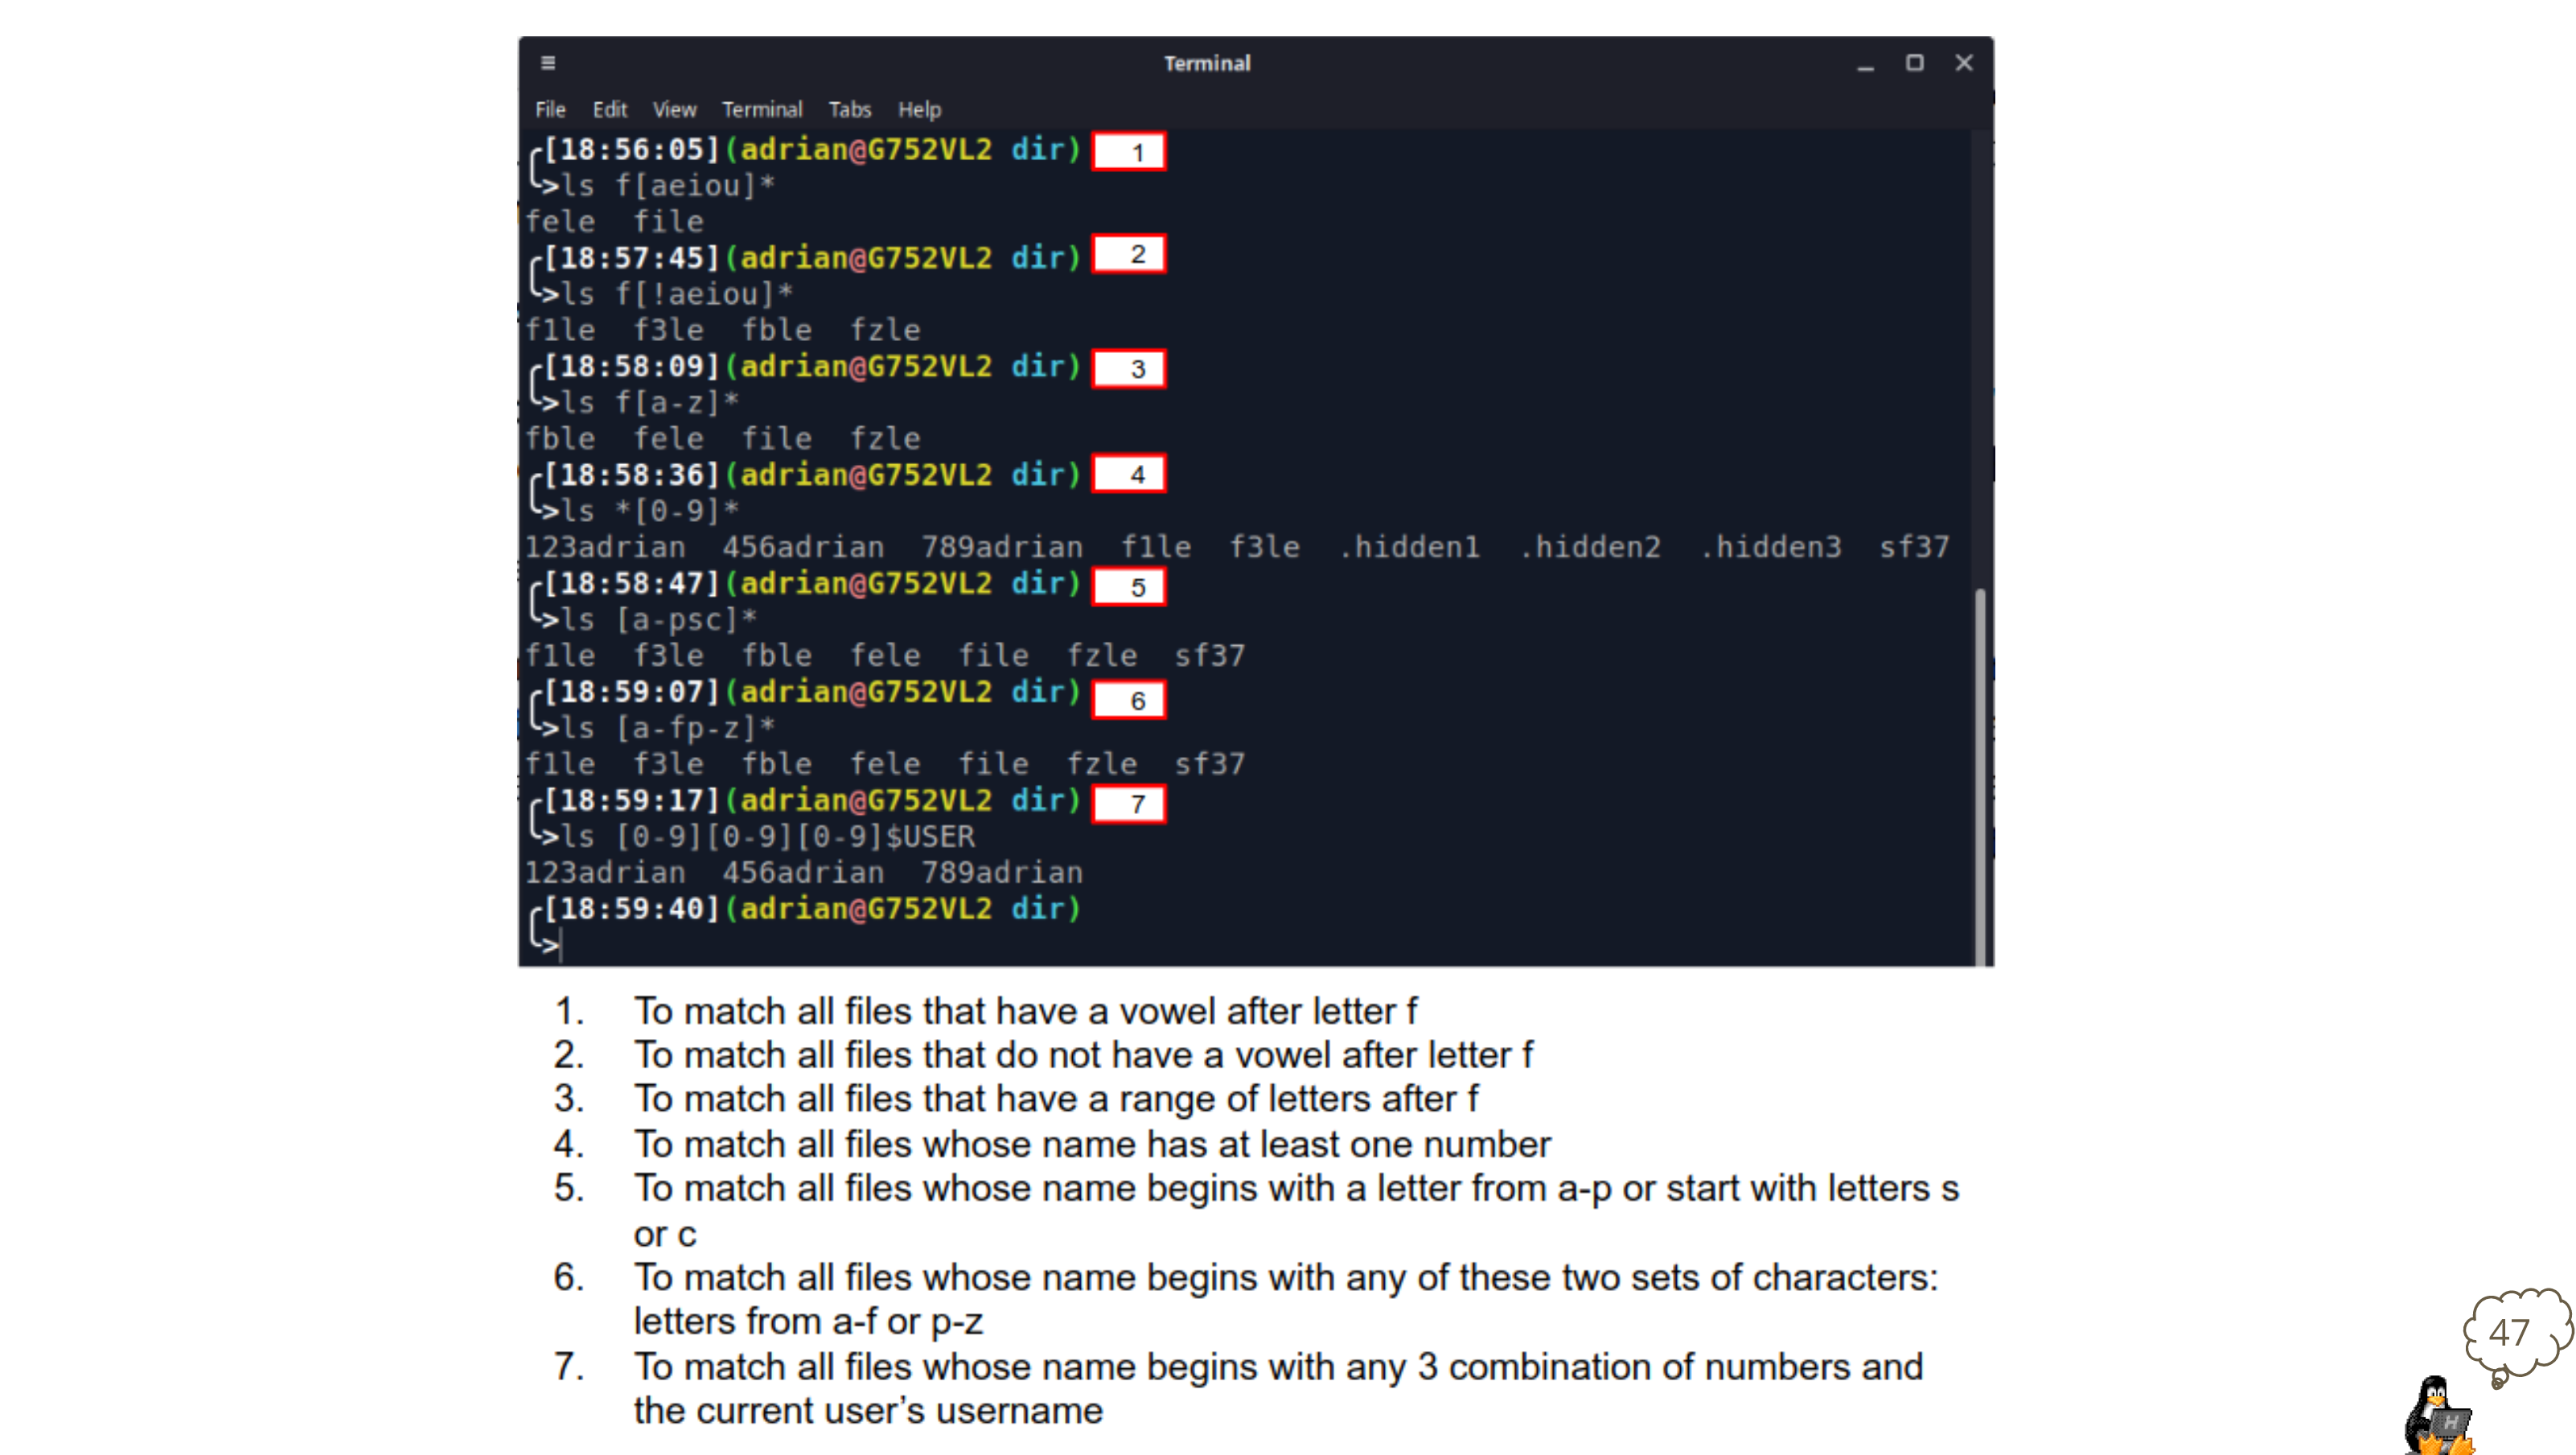 Terminal
File Edit View Terminal Tabs Help
[18:56:05](adrian@G752VL2 dir) 1
>ls f[aeiou]*
fele file
[18:57:45](adrian@G752VL2 dir) 2
>ls f[!aeiou]*
f1le f3le fble fzle
[18:58:09](adrian@G752VL2 dir) 3
>ls f[a-z]*
fble fele file fzle
[18:58:36](adrian@G752VL2 dir) 4
>ls *[0-9]*
123adrian 456adrian 789adrian f1le f3le .hidden1 .hidden2 .hidden3 sf37
[18:58:47](adrian@G752VL2 dir) 5
>ls [a-psc]*
f1le f3le fble fele file fzle sf37
[18:59:07](adrian@G752VL2 dir) 6
>ls [a-fp-z]*
f1le f3le fble fele file fzle sf37
[18:59:17](adrian@G752VL2 dir) 7
>ls [0-9][0-9][0-9]$USER
123adrian 456adrian 789adrian
[18:59:40](adrian@G752VL2 dir)
>
1. To match all files that have a vowel after letter f
2. To match all files that do not have a vowel after letter f
3. To match all files that have a range of letters after f
4. To match all files whose name has at least one number
5. To match all files whose name begins with a letter from a-p or start with letters s
or c
6. To match all files whose name begins with any of these two sets of characters:
letters from a-f or p-z
7. To match all files whose name begins with any 3 combination of numbers and
the current user's username
47
H